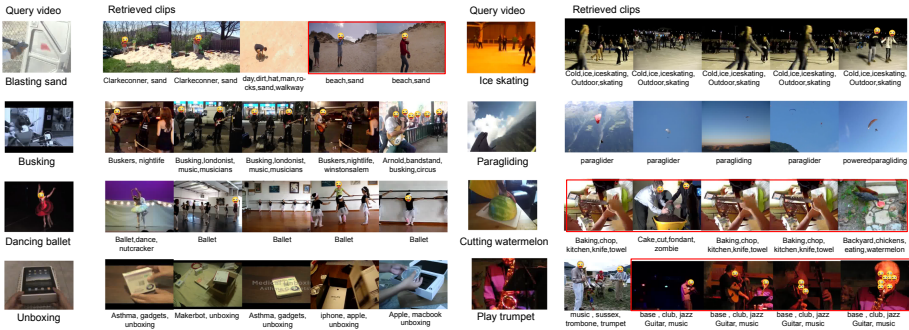 Query video
Retrieved clips
Blasting sand
Clarkeconner, sand
Clarkeconner, sand
day,dirt,hat,man,ro-
cks,sand,walkway
beach,sand
beach,sand
Busking
Buskers, nightlife
Busking,londonist,
music,musicians
Busking,londonist,
music,musicians
Buskers,nightlife,
winstonsalem
Arnold,bandstand,
busking,circus
Dancing ballet
Ballet,dance,
nutcracker
Ballet
Ballet
Ballet
Ballet
Unboxing
Asthma, gadgets,
unboxing
Makerbot, unboxing
Asthma, gadgets,
unboxing
iphone, apple,
unboxing
Apple, macbook
unboxing
Query video
Retrieved clips
Ice skating
Cold,ice,iceskating,
Outdoor,skating
Cold,ice,iceskating,
Outdoor,skating
Cold,ice,iceskating,
Outdoor,skating
Cold,ice,iceskating,
Outdoor,skating
Cold,ice,iceskating,
Outdoor,skating
Paragliding
paraglider
paraglider
paragliding
paraglider
poweredparagliding
Cutting watermelon
Baking,chop,
kitchen,knife,towel
Cake,cut,fondant,
zombie
Baking,chop,
kitchen,knife,towel
Baking,chop,
kitchen,knife,towel
Backyard,chickens,
eating,watermelon
Play trumpet
music , sussex,
trombone, trumpet
base , club, jazz
Guitar, music
base , club, jazz
Guitar, music
base , club, jazz
Guitar, music
base , club, jazz
Guitar, music